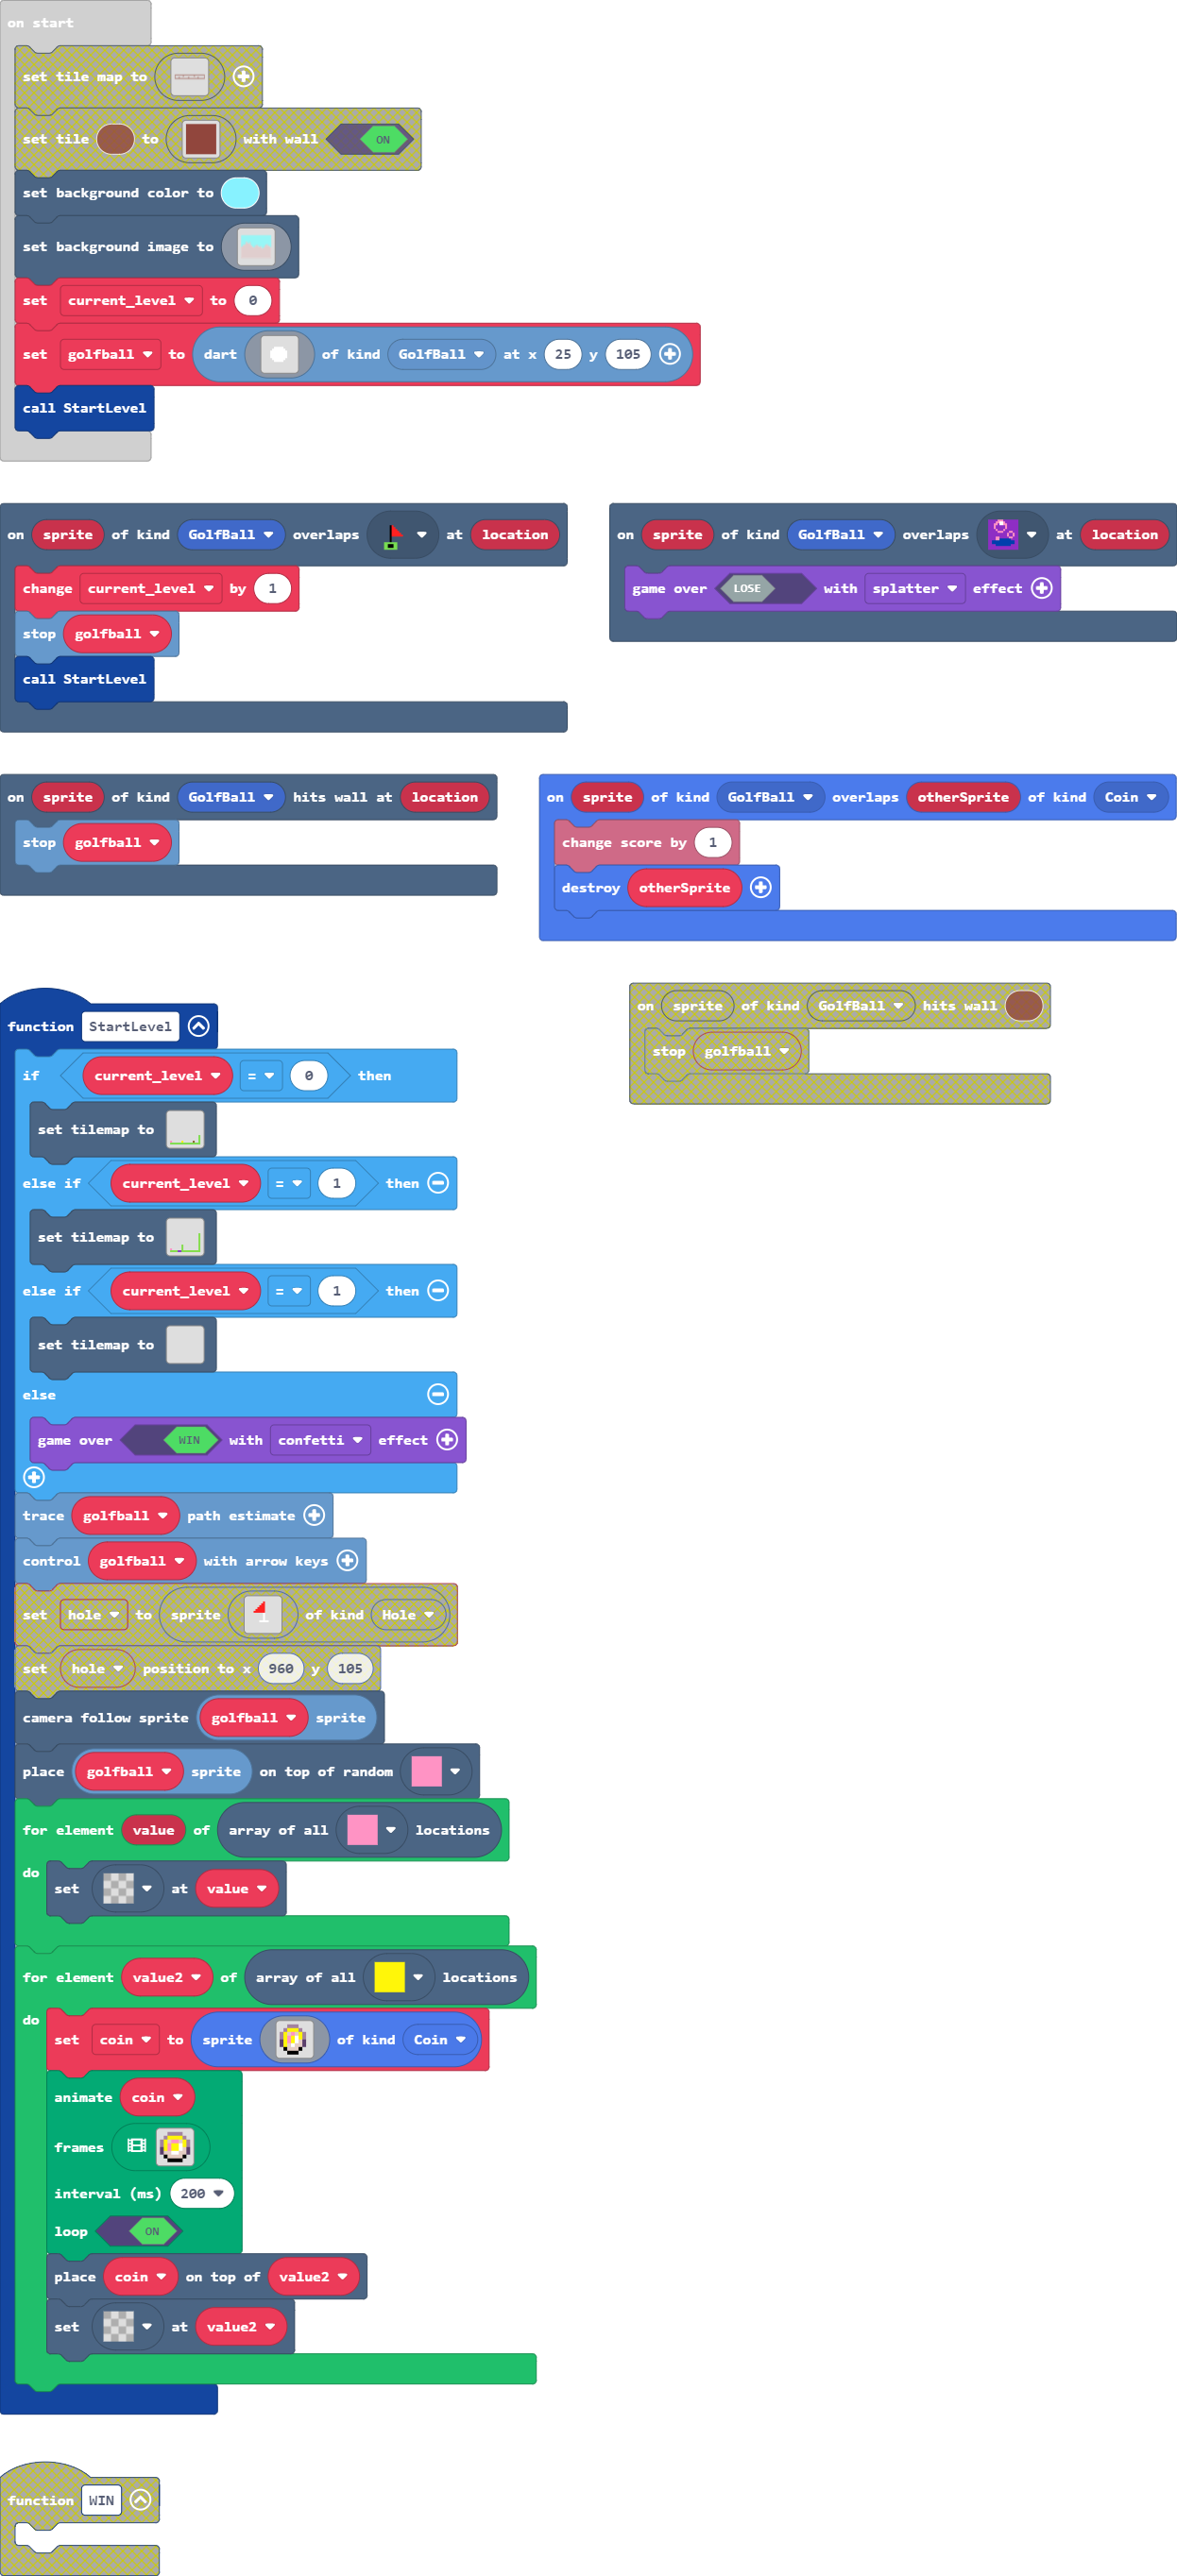 on start
set tile map to
set tile to with wall ON
set background color to
set background image to
set current_level to 0
set golfball to dart of kind GolfBall at x 25 y 105
call StartLevel
on sprite of kind GolfBall overlaps at location
change current_level by 1
stop golfball
call StartLevel
on sprite of kind GolfBall overlaps at location
game over LOSE with splatter effect
on sprite of kind GolfBall hits wall at location
stop golfball
on sprite of kind GolfBall overlaps otherSprite of kind Coin
change score by 1
destroy otherSprite
function StartLevel
if current_level = 0 then
set tilemap to
else if current_level = 1 then
set tilemap to
else if current_level = 1 then
set tilemap to
else
game over WIN with confetti effect
trace golfball path estimate
control golfball with arrow keys
set hole to sprite 1 of kind Hole
set hole position to x 960 y 105
camera follow sprite golfball sprite
place golfball sprite on top of random
for element value of array of all locations
do
set at value
for element value2 of array of all locations
do
set coin to sprite of kind Coin
animate coin
frames
interval (ms) 200
loop ON
place coin on top of value2
set at value2
on sprite of kind GolfBall hits wall
stop golfball
function WIN